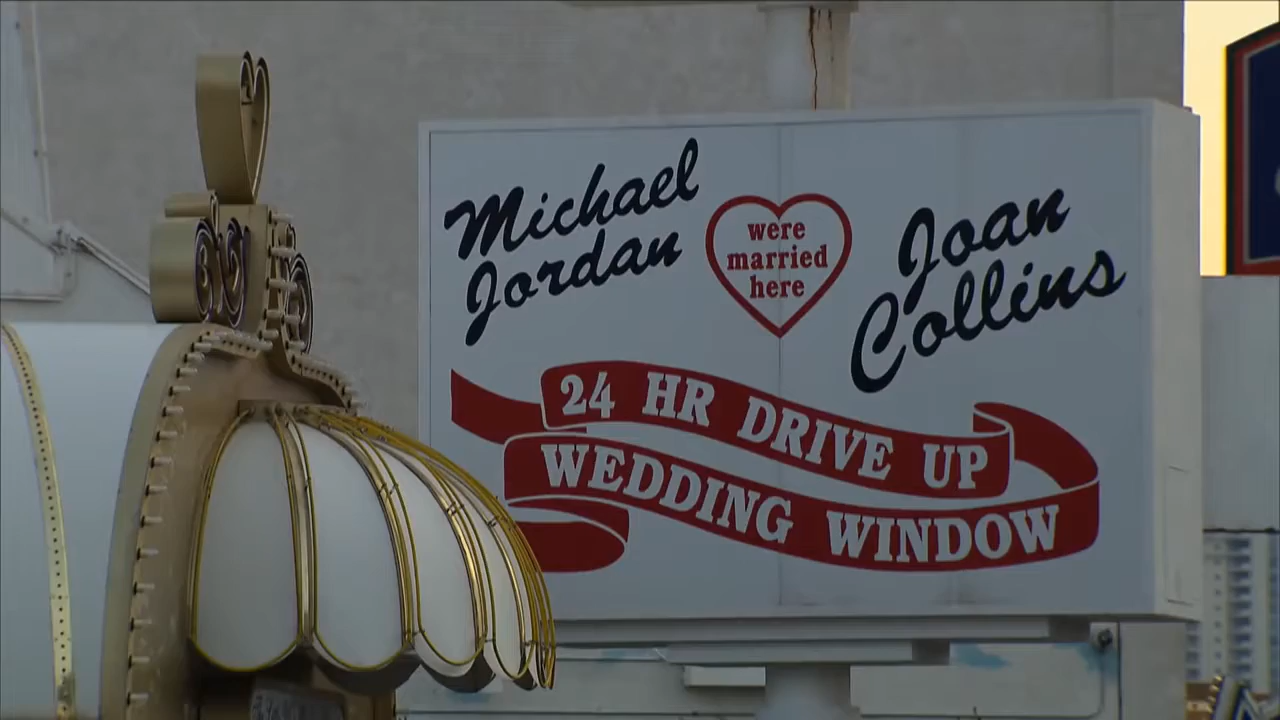 Michael
Jordan
were
married
here
Joan
Collins
24 HR DRIVE UP
WEDDING WINDOW